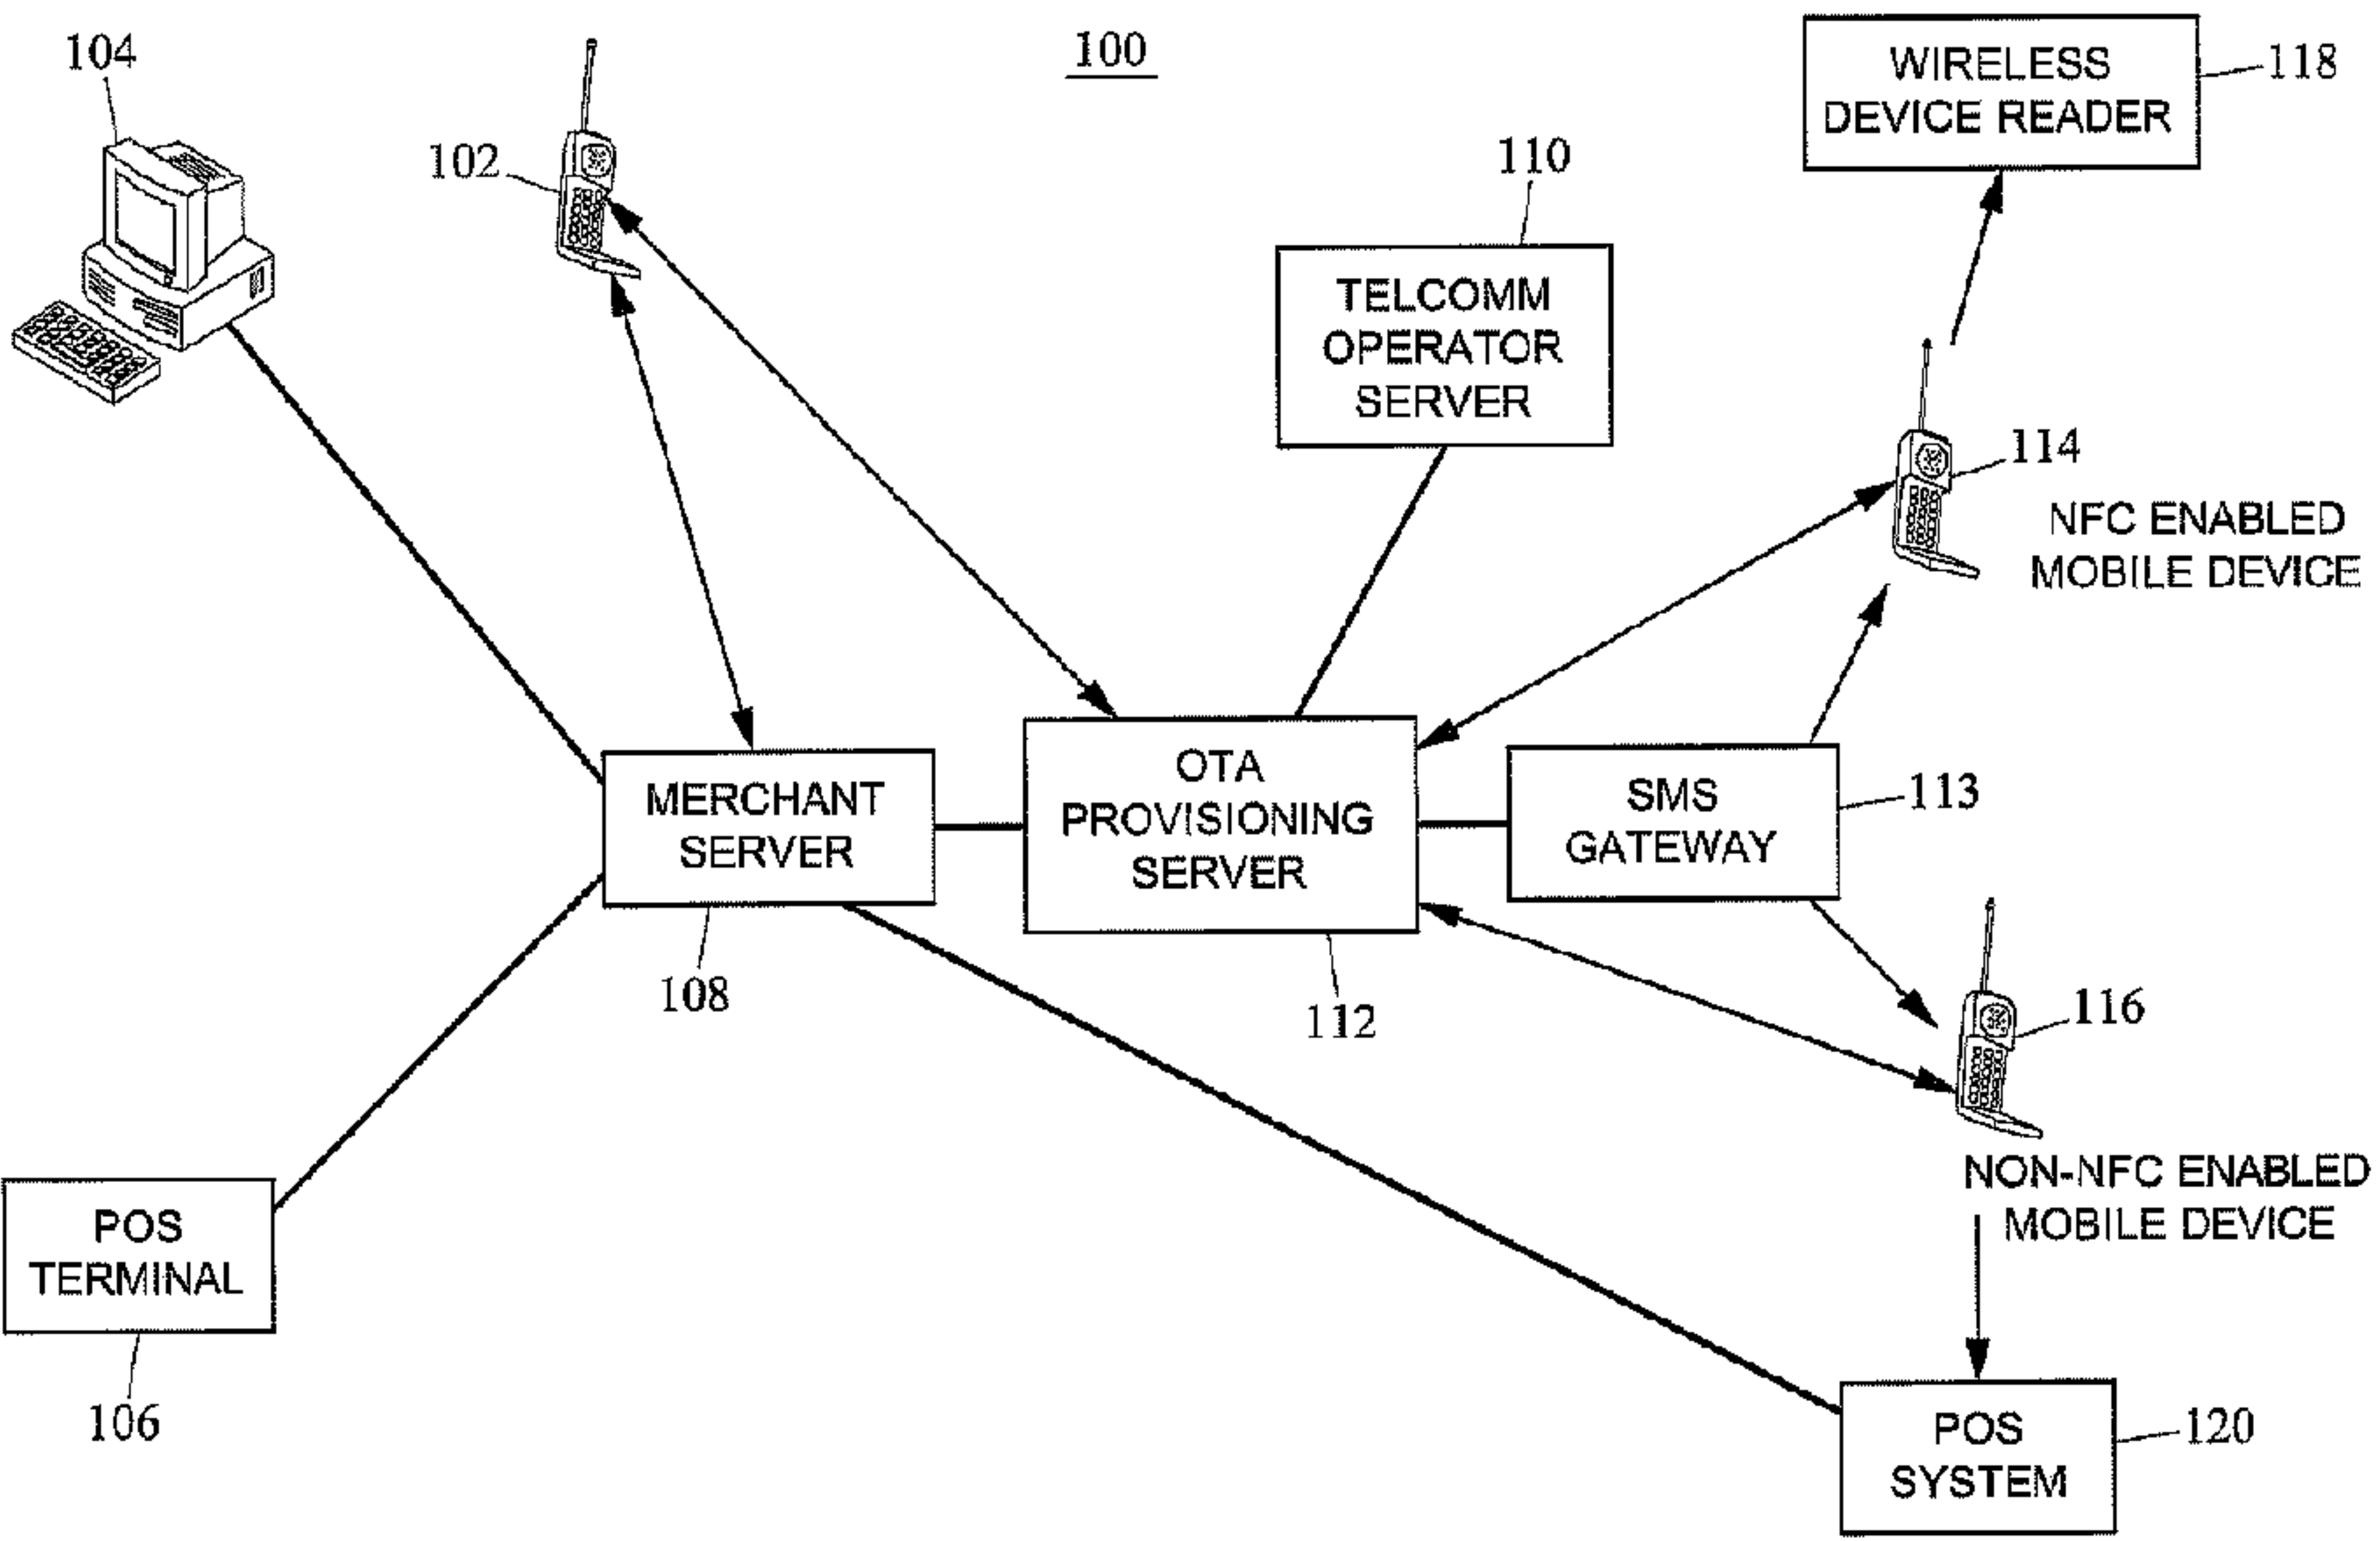 100
104
102
110
WIRELESS
DEVICE READER
118
TELCOMM
OPERATOR
SERVER
114
NFC ENABLED
MOBILE DEVICE
MERCHANT
SERVER
108
OTA
PROVISIONING
SERVER
112
SMS
GATEWAY
113
116
NON-NFC ENABLED
MOBILE DEVICE
POS
TERMINAL
106
POS
SYSTEM
120